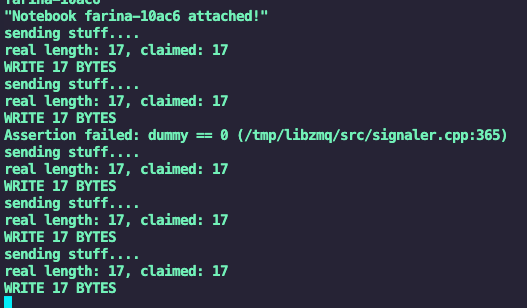 "Notebook farina-10ac6 attached!"
sending stuff....
real length: 17, claimed: 17
WRITE 17 BYTES
sending stuff....
real length: 17, claimed: 17
WRITE 17 BYTES
Assertion failed: dummy == 0 (/tmp/libzmq/src/signaler.cpp:365)
sending stuff....
real length: 17, claimed: 17
WRITE 17 BYTES
sending stuff....
real length: 17, claimed: 17
WRITE 17 BYTES
sending stuff....
real length: 17, claimed: 17
WRITE 17 BYTES